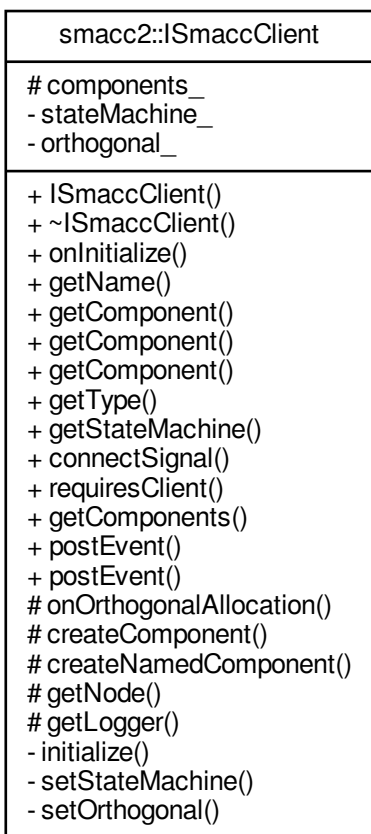 smacc2::ISmaccClient
# components_
- stateMachine_
- orthogonal_
+ ISmaccClient()
+ ~ISmaccClient()
+ onInitialize()
+ getName()
+ getComponent()
+ getComponent()
+ getComponent()
+ getType()
+ getStateMachine()
+ connectSignal()
+ requiresClient()
+ getComponents()
+ postEvent()
+ postEvent()
# onOrthogonalAllocation()
# createComponent()
# createNamedComponent()
# getNode()
# getLogger()
- initialize()
- setStateMachine()
- setOrthogonal()